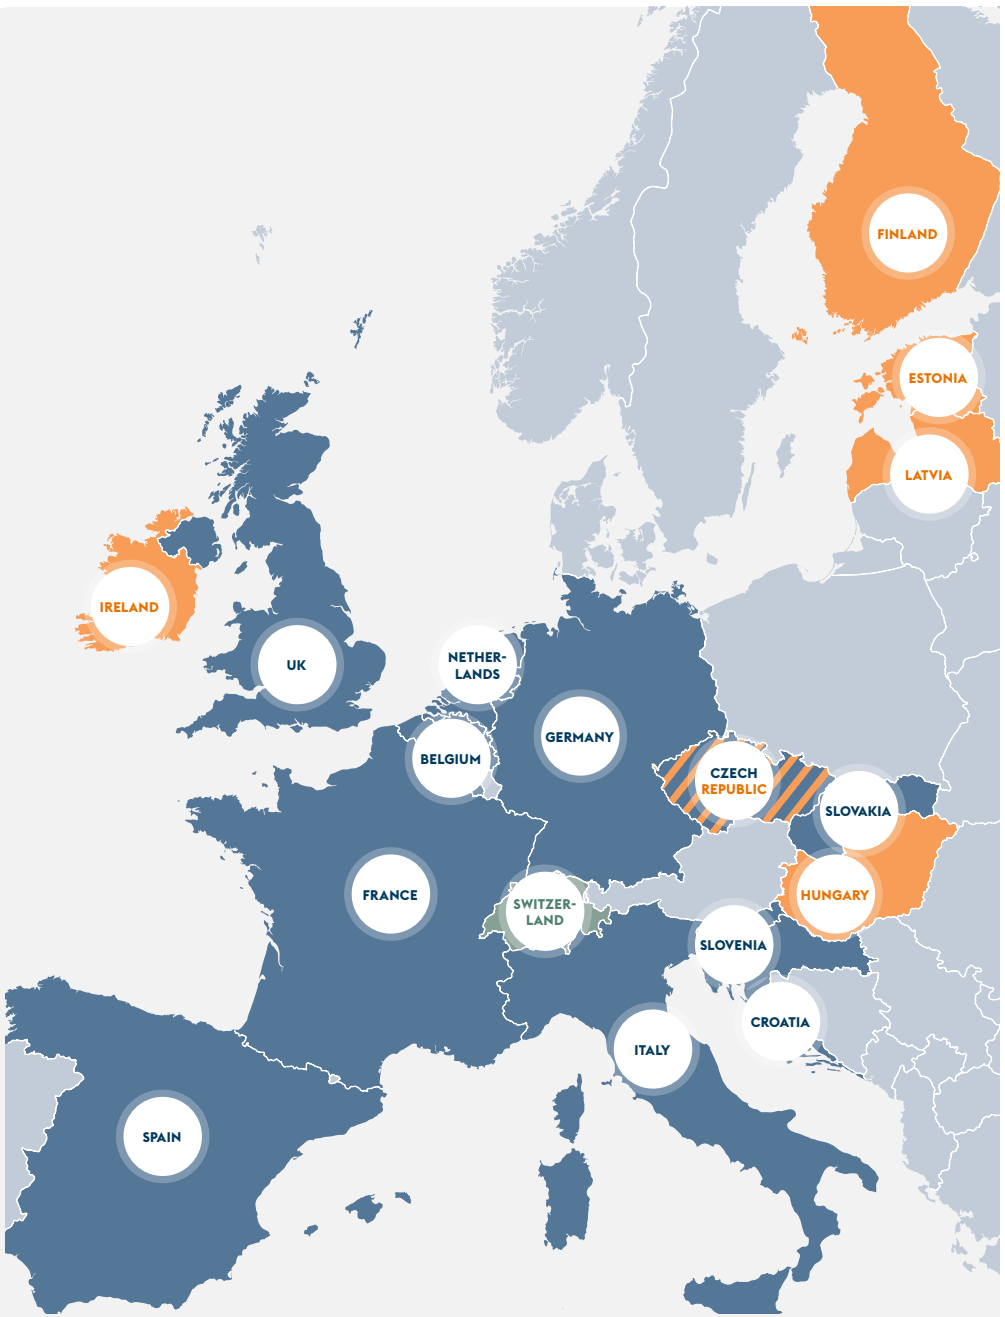 FINLAND
ESTONIA
LATVIA
IRELAND
UK
NETHER-
LANDS
GERMANY
BELGIUM
CZECH
REPUBLIC
SLOVAKIA
FRANCE
HUNGARY
SWITZER-
LAND
SLOVENIA
CROATIA
ITALY
SPAIN